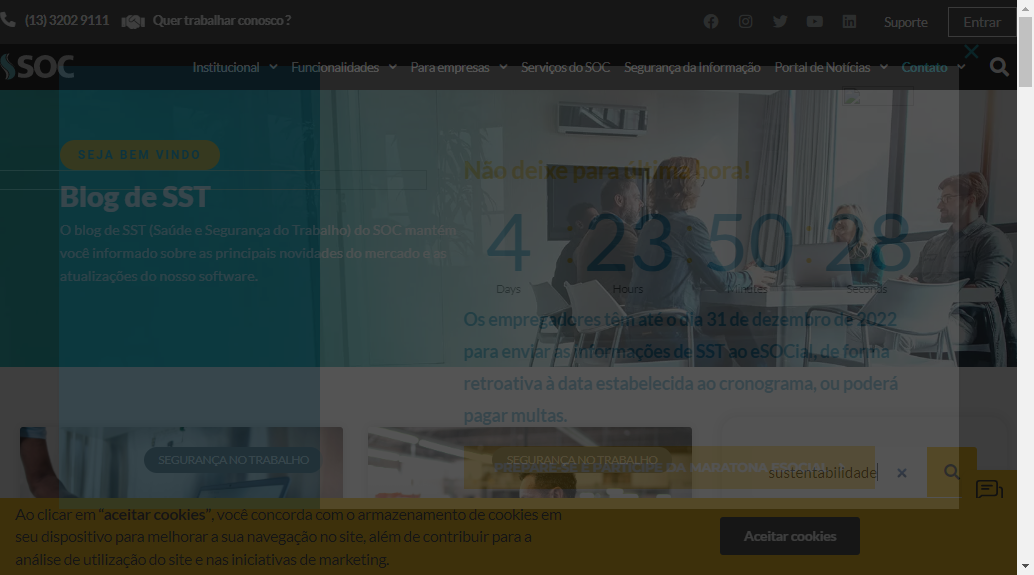 (13) 3202 9111 Quer trabalhar conosco ? Suporte Entrar
SOC Institucional Funcionalidades Para empresas Serviços do SOC Segurança da Informação Portal de Notícias Contato
SEJA BEM VINDO
Blog de SST
O blog de SST (Saúde e Segurança do Trabalho) do SOC mantém
você informado sobre as principais novidades do mercado e as
atualizações do nosso software.
Não deixe para última hora!
4 23 50 28
Days Hours Minutes Seconds
Os empregadores têm até o dia 31 de dezembro de 2022
para enviar as informações de SST ao eSOCial, de forma
retroativa à data estabelecida ao cronograma, ou poderá
pagar multas.
SEGURANÇA NO TRABALHO SEGURANÇA NO TRABALHO
PARTICIPE DA MARATONA
sustentabilidade
Ao clicar em “aceitar cookies”, você concorda com o armazenamento de cookies em
seu dispositivo para melhorar a sua navegação no site, além de contribuir para a
análise de utilização do site e nas iniciativas de marketing.
Aceitar cookies